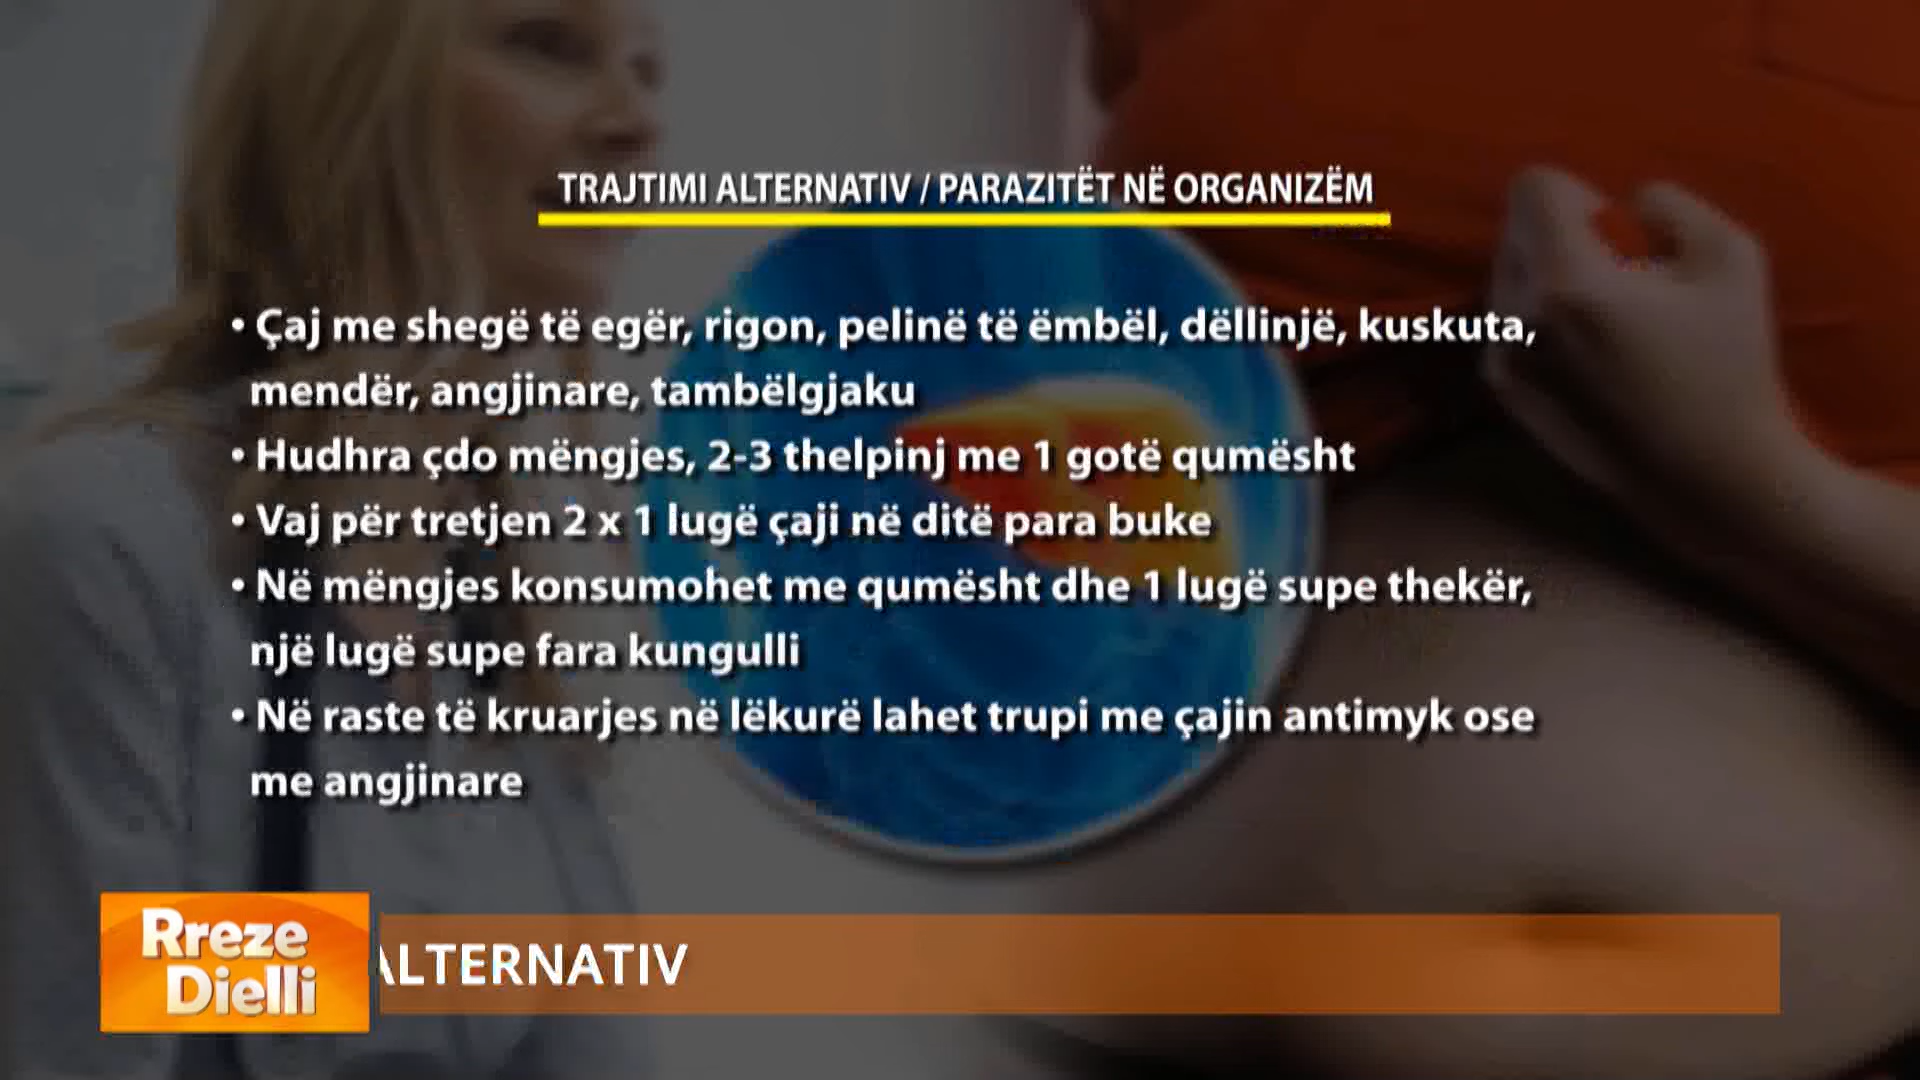 TRAJTIMI ALTERNATIV / PARAZITËT NË ORGANIZËM
• Çaj me shegë të egër, rigon, pelinë të ëmbël, dëllinjë, kuskuta,
mendër, angjinare, tambëlgjaku
• Hudhra çdo mëngjes, 2-3 thelpinj me 1 gotë qumësht
• Vaj për tretjen 2 x 1 lugë çaji në ditë para buke
• Në mëngjes konsumohet me qumësht dhe 1 lugë supe thekër,
një lugë supe fara kungulli
• Në raste të kruarjes në lëkurë lahet trupi me çajin antimyk ose
me angjinare
Rreze
Dielli
ALTERNATIV